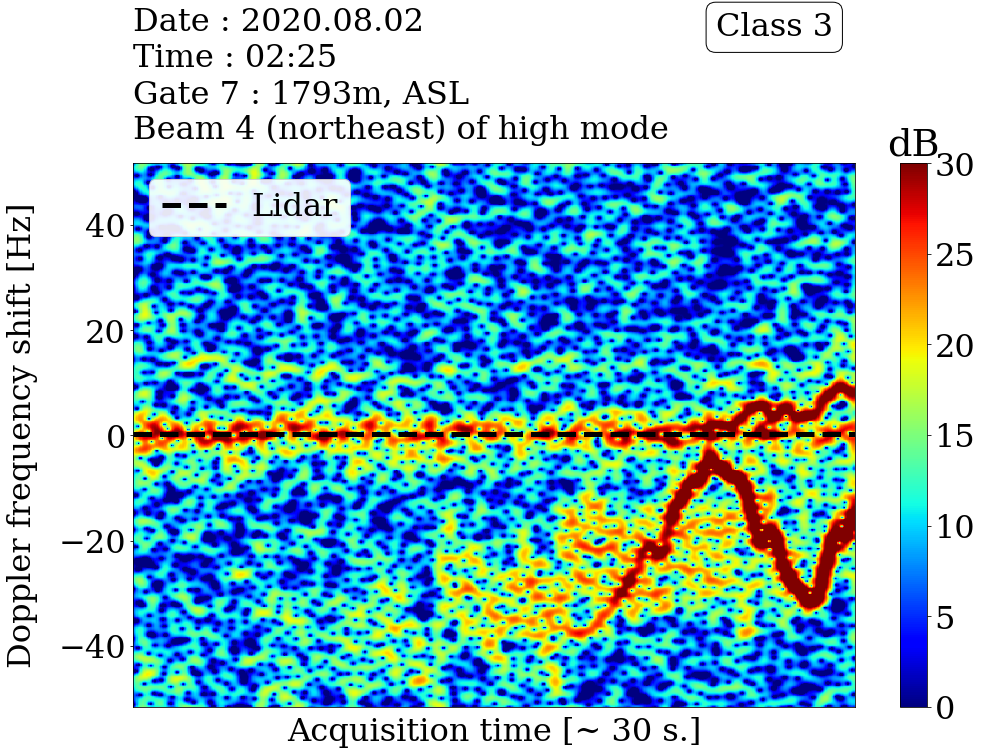 Date : 2020.08.02
Time : 02:25
Gate 7 : 1793m, ASL
Beam 4 (northeast) of high mode
Class 3
dB
30
25
20
15
10
5
0
Lidar
Doppler frequency shift [Hz]
40
20
0
−20
−40
Acquisition time [~ 30 s.]